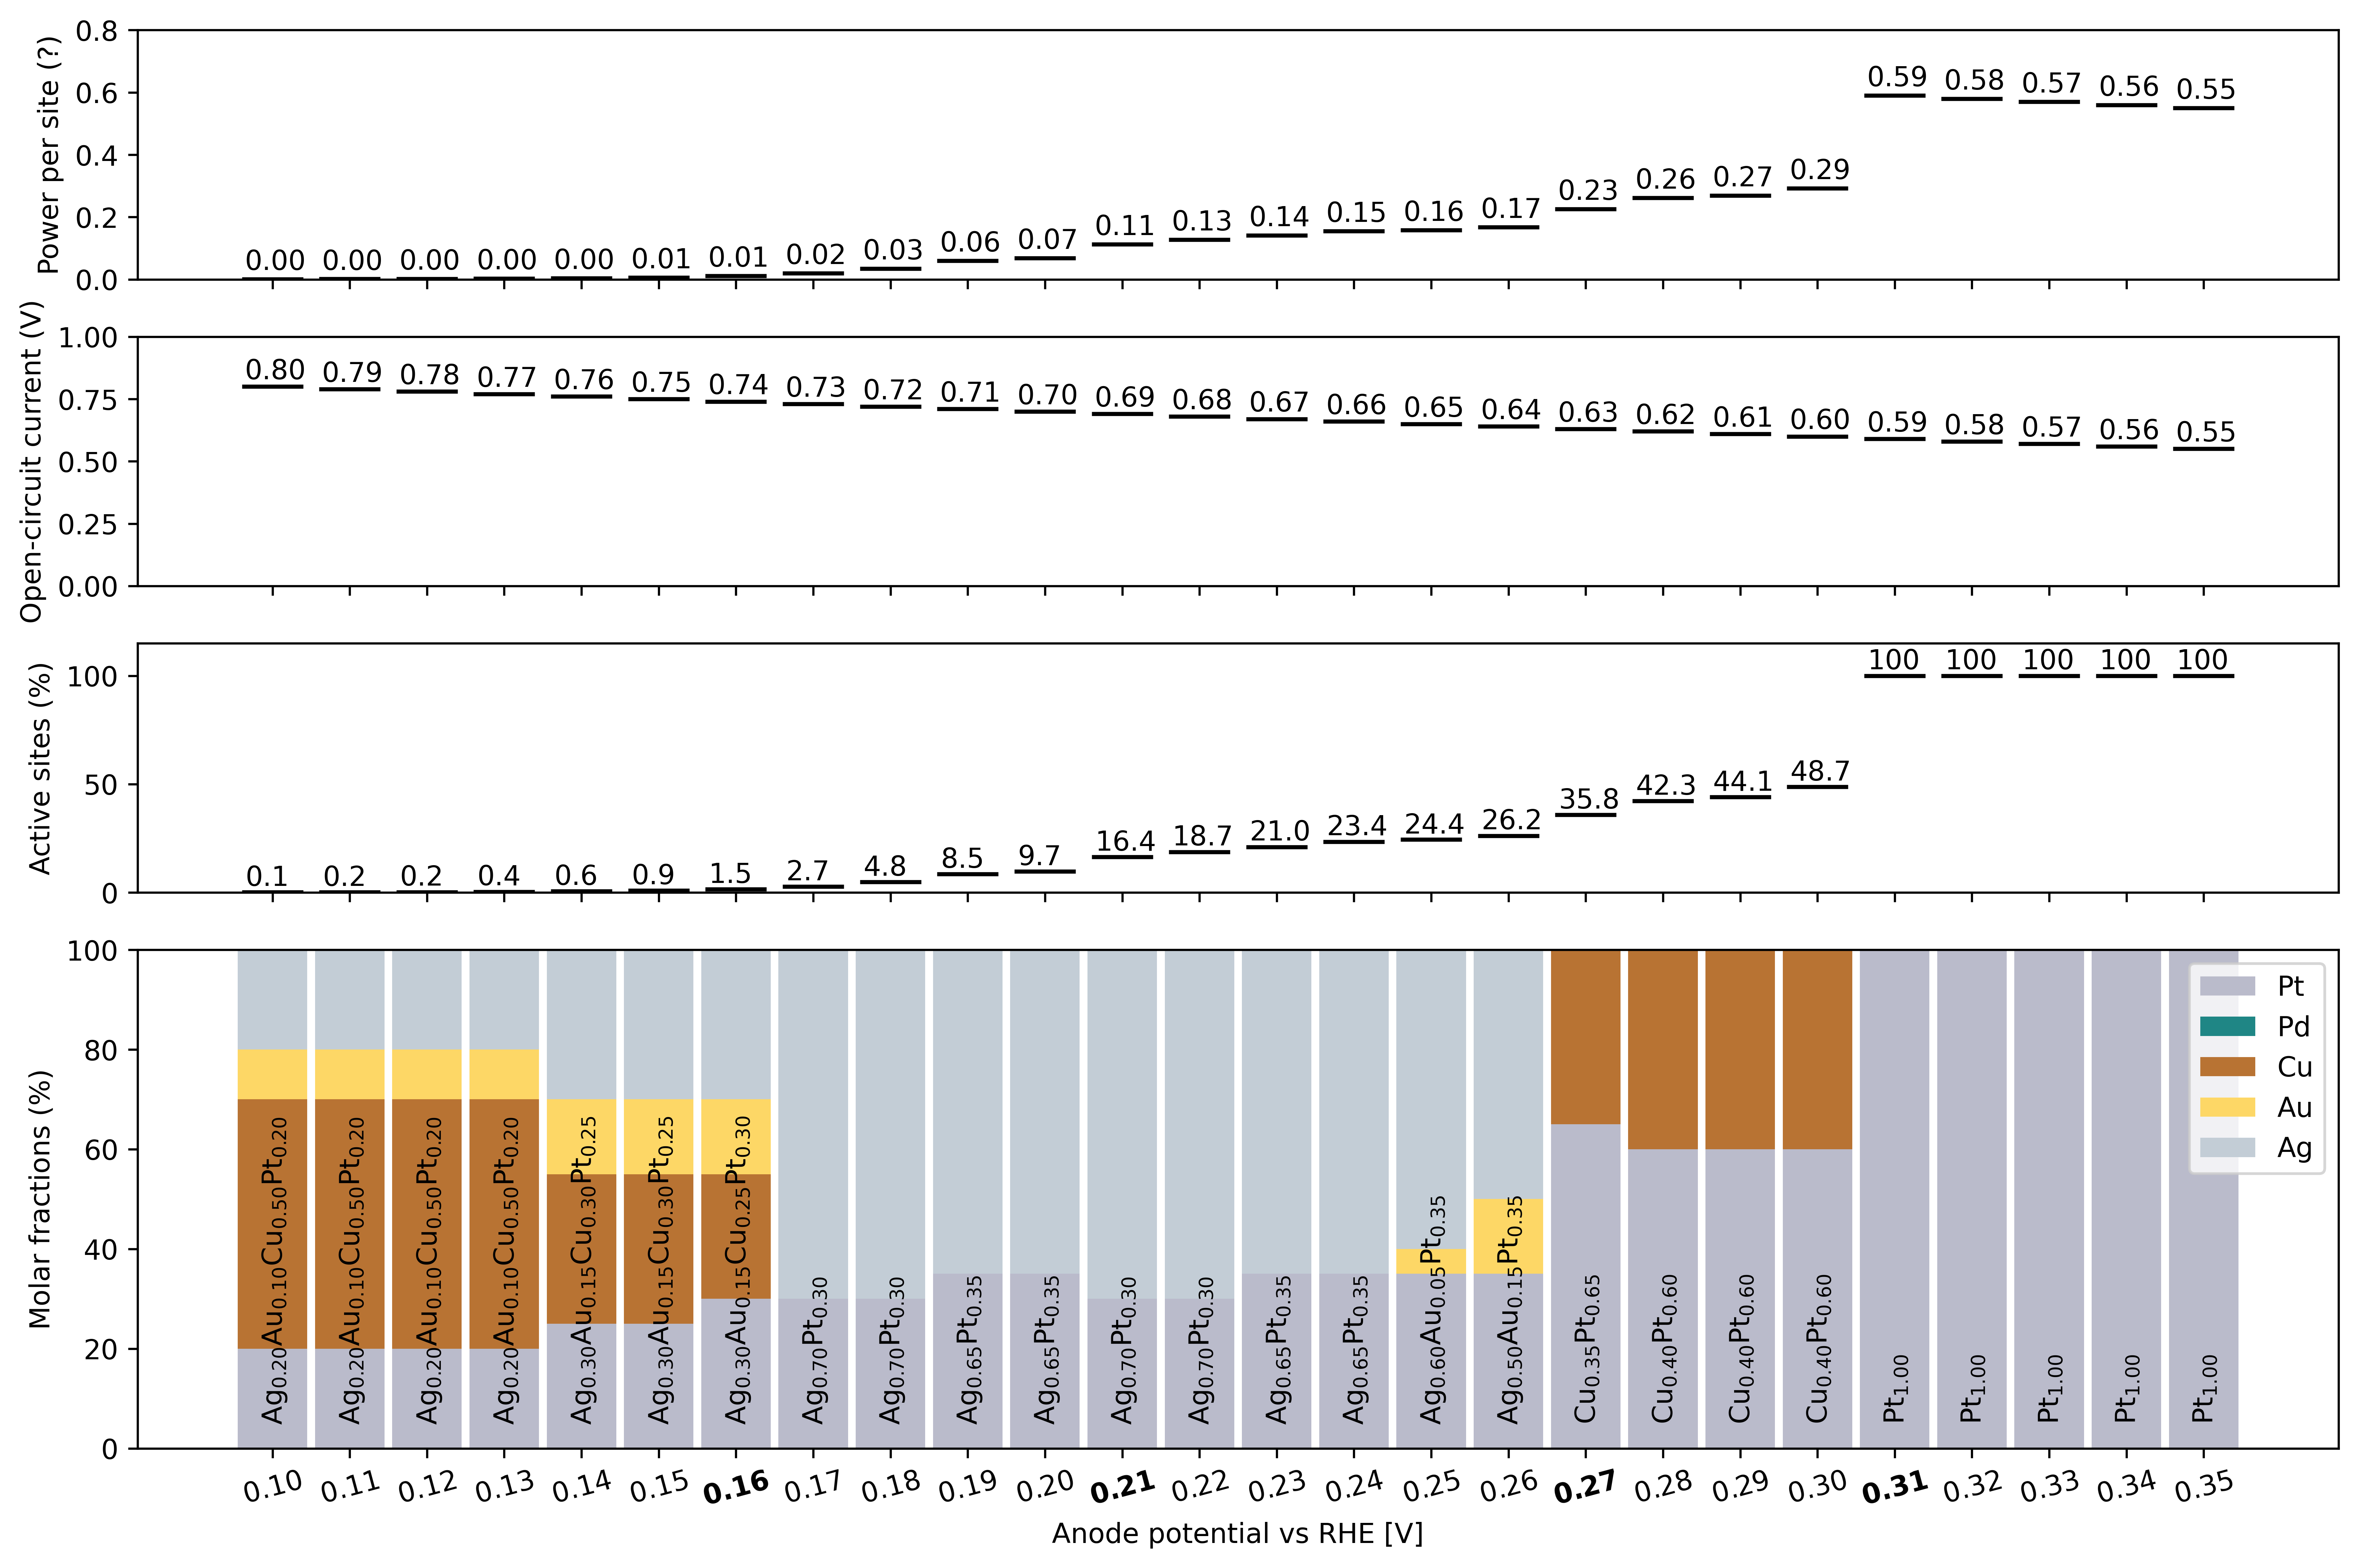 Power per site (?)
0.8
0.6
0.4
0.2
0.0
0.00 0.00 0.00 0.00 0.00 0.01 0.01 0.02 0.03 0.06 0.07 0.11 0.13 0.14 0.15 0.16 0.17 0.23 0.26 0.27 0.29 0.59 0.58 0.57 0.56 0.55
Open-circuit current (V)
1.00
0.75
0.50
0.25
0.00
0.80 0.79 0.78 0.77 0.76 0.75 0.74 0.73 0.72 0.71 0.70 0.69 0.68 0.67 0.66 0.65 0.64 0.63 0.62 0.61 0.60 0.59 0.58 0.57 0.56 0.55
Active sites (%)
100
50
0
0.1 0.2 0.2 0.4 0.6 0.9 1.5 2.7 4.8 8.5 9.7 16.4 18.7 21.0 23.4 24.4 26.2 35.8 42.3 44.1 48.7 100 100 100 100 100
Molar fractions (%)
100
80
60
40
20
0
Ag0.20Au0.10Cu0.50Pt0.20
Ag0.20Au0.10Cu0.50Pt0.20
Ag0.20Au0.10Cu0.50Pt0.20
Ag0.20Au0.10Cu0.50Pt0.20
Ag0.30Au0.15Cu0.30Pt0.25
Ag0.30Au0.15Cu0.30Pt0.25
Ag0.30Au0.15Cu0.25Pt0.30
Ag0.70Pt0.30
Ag0.70Pt0.30
Ag0.65Pt0.35
Ag0.65Pt0.35
Ag0.70Pt0.30
Ag0.70Pt0.30
Ag0.65Pt0.35
Ag0.65Pt0.35
Ag0.60Au0.05Pt0.35
Ag0.50Au0.15Pt0.35
Cu0.35Pt0.65
Cu0.40Pt0.60
Cu0.40Pt0.60
Cu0.40Pt0.60
Pt1.00
Pt1.00
Pt1.00
Pt1.00
Pt1.00
Pt
Pd
Cu
Au
Ag
0.10 0.11 0.12 0.13 0.14 0.15 0.16 0.17 0.18 0.19 0.20 0.21 0.22 0.23 0.24 0.25 0.26 0.27 0.28 0.29 0.30 0.31 0.32 0.33 0.34 0.35
Anode potential vs RHE [V]